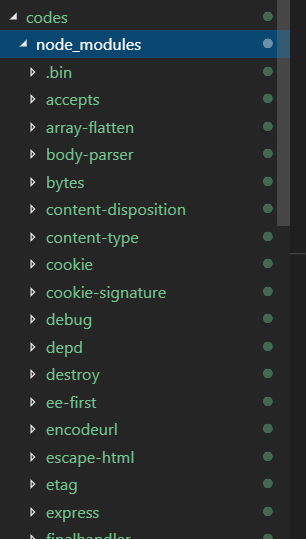 codes
node_modules
.bin
accepts
array-flatten
body-parser
bytes
content-disposition
content-type
cookie
cookie-signature
debug
depd
destroy
ee-first
encodeurl
escape-html
etag
express
finalhandler